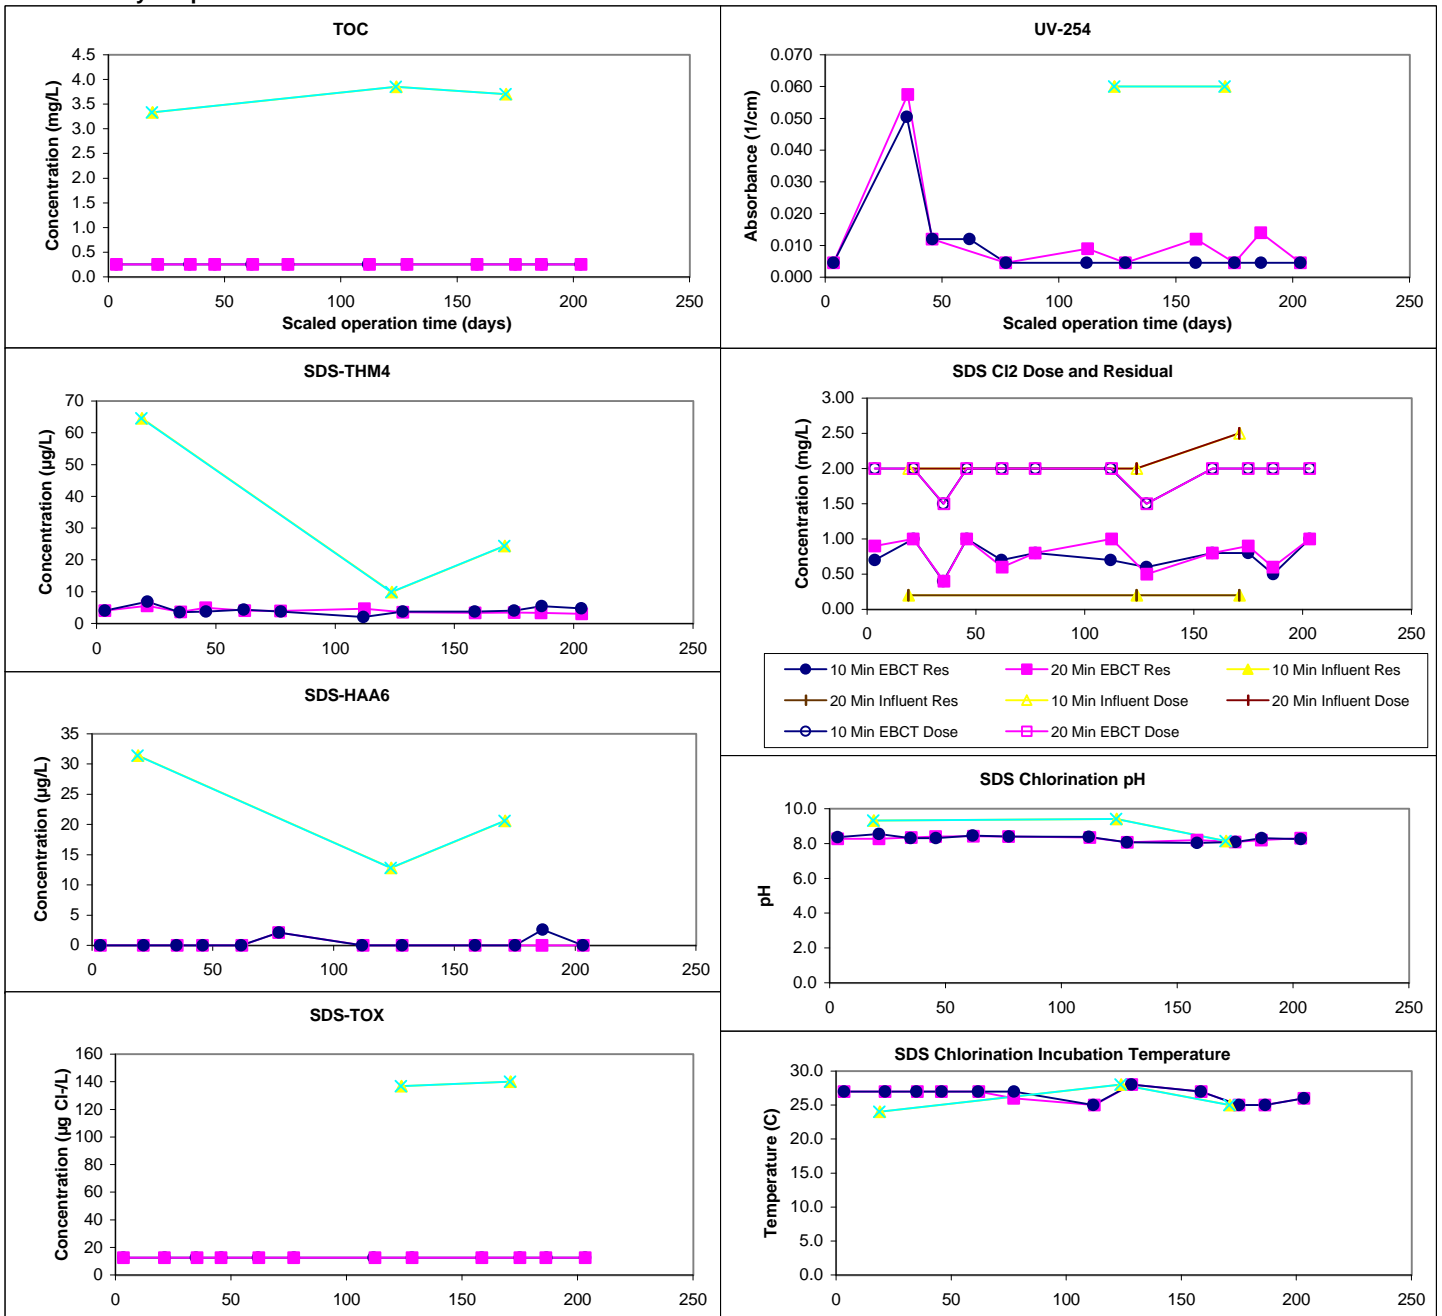 TOC
Concentration (mg/L)
4.5
4.0
3.5
3.0
2.5
2.0
1.5
1.0
0.5
0.0
0 50 100 150 200 250
Scaled operation time (days)
UV-254
Absorbance (1/cm)
0.070
0.060
0.050
0.040
0.030
0.020
0.010
0.000
0 50 100 150 200 250
Scaled operation time (days)
SDS-THM4
Concentration (µg/L)
70
60
50
40
30
20
10
0
0 50 100 150 200 250
SDS Cl2 Dose and Residual
Concentration (mg/L)
3.00
2.50
2.00
1.50
1.00
0.50
0.00
0 50 100 150 200 250
10 Min EBCT Res 20 Min EBCT Res 10 Min Influent Res
20 Min Influent Res 10 Min Influent Dose 20 Min Influent Dose
10 Min EBCT Dose 20 Min EBCT Dose
SDS-HAA6
Concentration (µg/L)
35
30
25
20
15
10
5
0
0 50 100 150 200 250
SDS Chlorination pH
pH
10.0
8.0
6.0
4.0
2.0
0.0
0 50 100 150 200 250
SDS-TOX
Concentration (µg Cl-/L)
160
140
120
100
80
60
40
20
0
0 50 100 150 200 250
SDS Chlorination Incubation Temperature
Temperature (C)
30.0
25.0
20.0
15.0
10.0
5.0
0.0
0 50 100 150 200 250